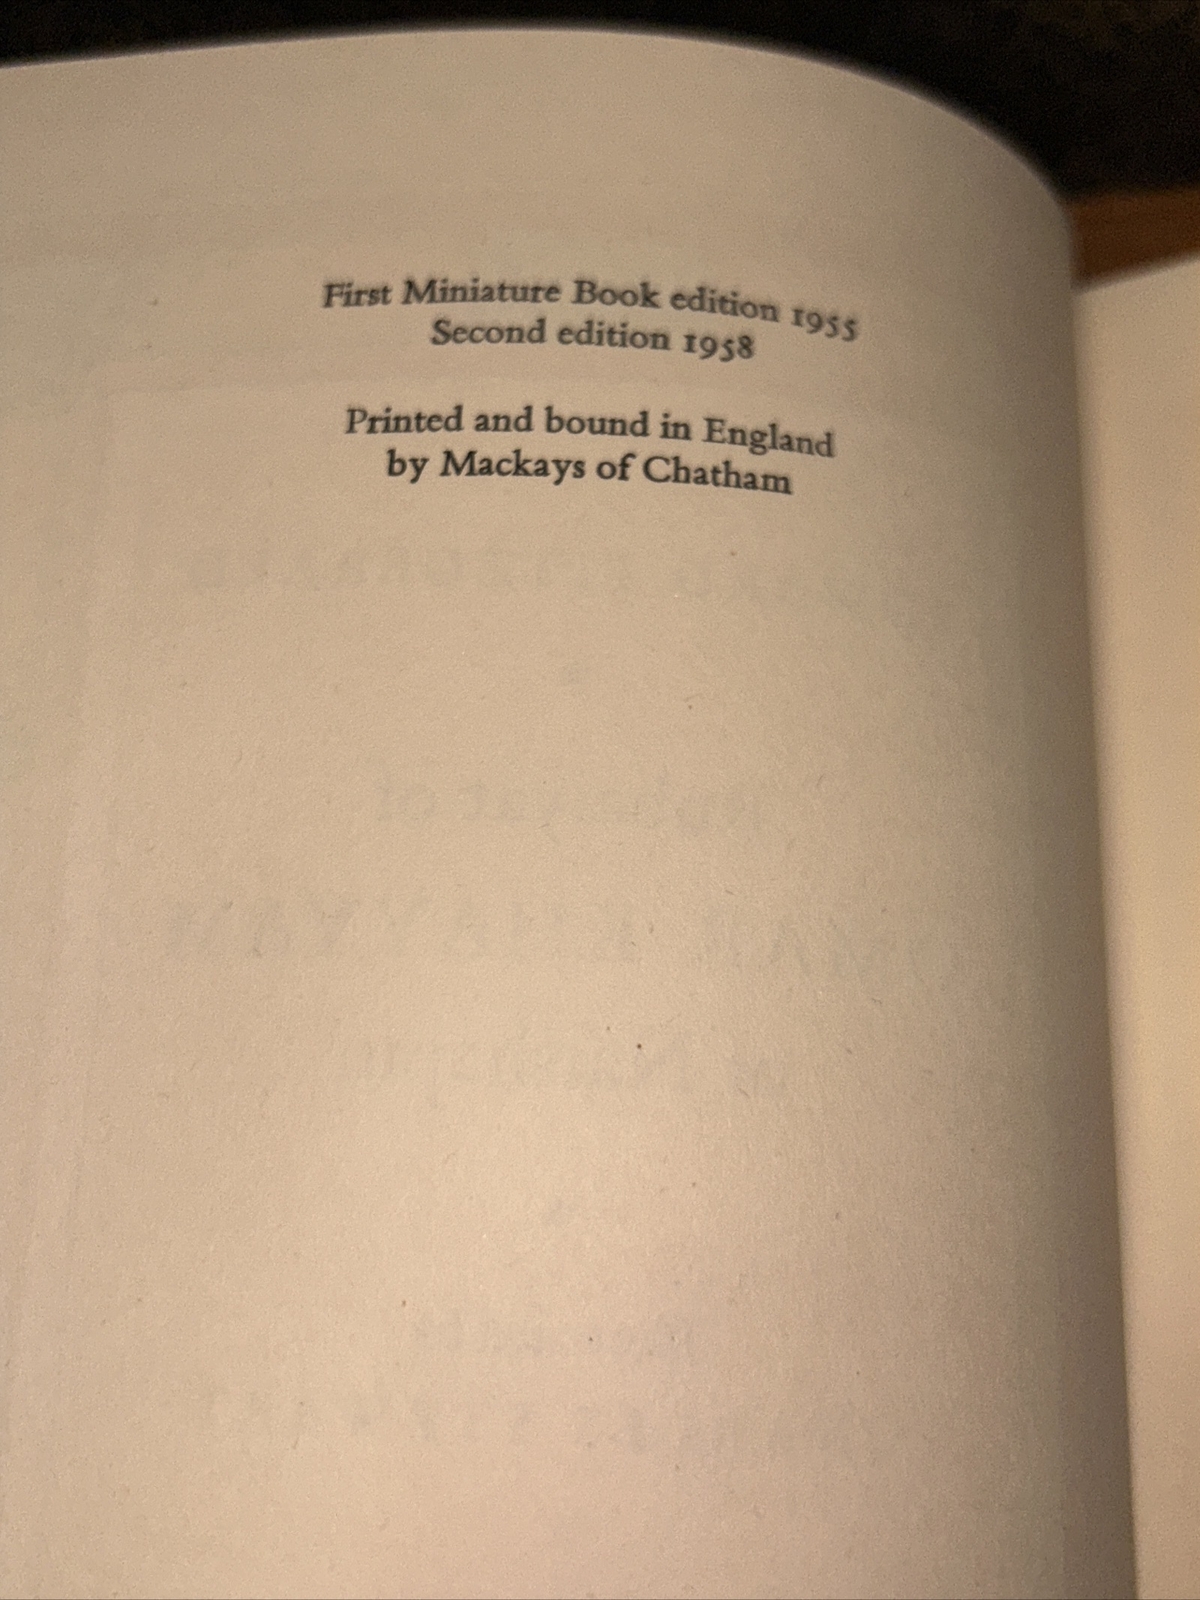 First Miniature Book edition 1955
Second edition 1958
Printed and bound in England
by Mackays of Chatham